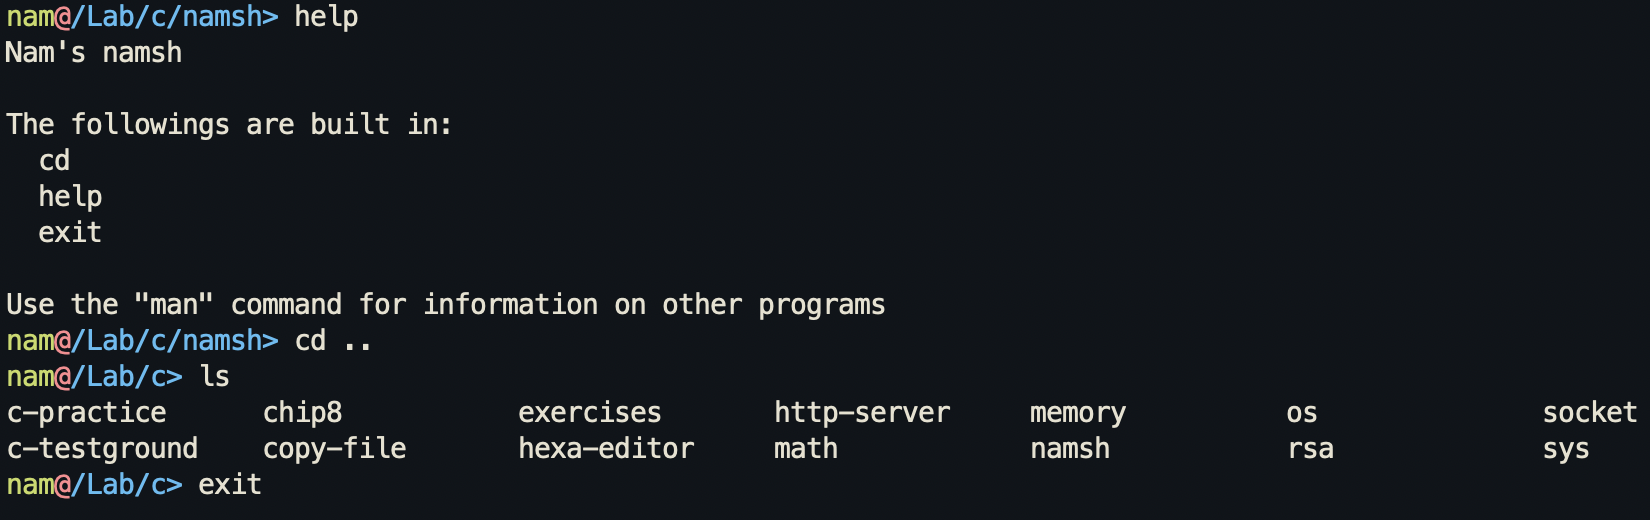 nam@/Lab/c/namsh> help
Nam's namsh
The followings are built in:
  cd
  help
  exit
Use the "man" command for information on other programs
nam@/Lab/c/namsh> cd ..
nam@/Lab/c> ls
c-practice      chip8           exercises       http-server     memory          os              socket
c-testground    copy-file       hexa-editor     math            namsh           rsa             sys
nam@/Lab/c> exit